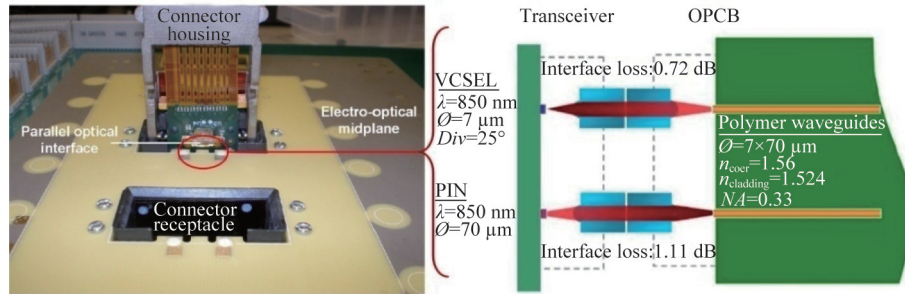 Connector
housing
Electro-optical
midplane
Parallel optical
interface
Connector
receptacle
VCSEL
λ=850 nm
Ø=7 µm
Div=25°
PIN
λ=850 nm
Ø=70 µm
Transceiver
OPCB
Interface loss:0.72 dB
Polymer waveguides
Ø=7×70 µm
ncoer=1.56
ncladding=1.524
NA=0.33
Interface loss:1.11 dB